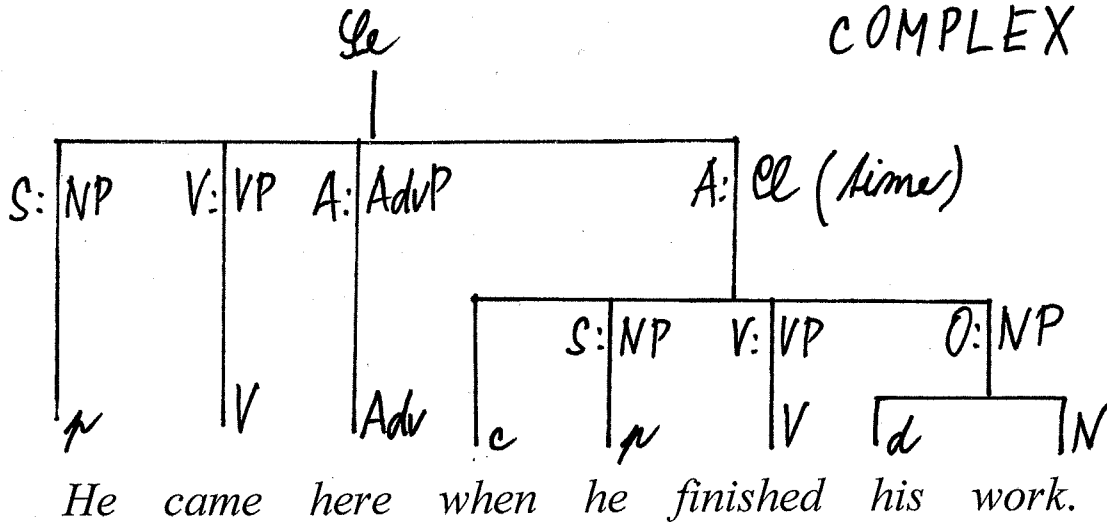 Se COMPLEX
S: NP V: VP A: AdvP A: Cl (time)
S: NP V: VP O: NP
p V Adv c p V d N
He came here when he finished his work.